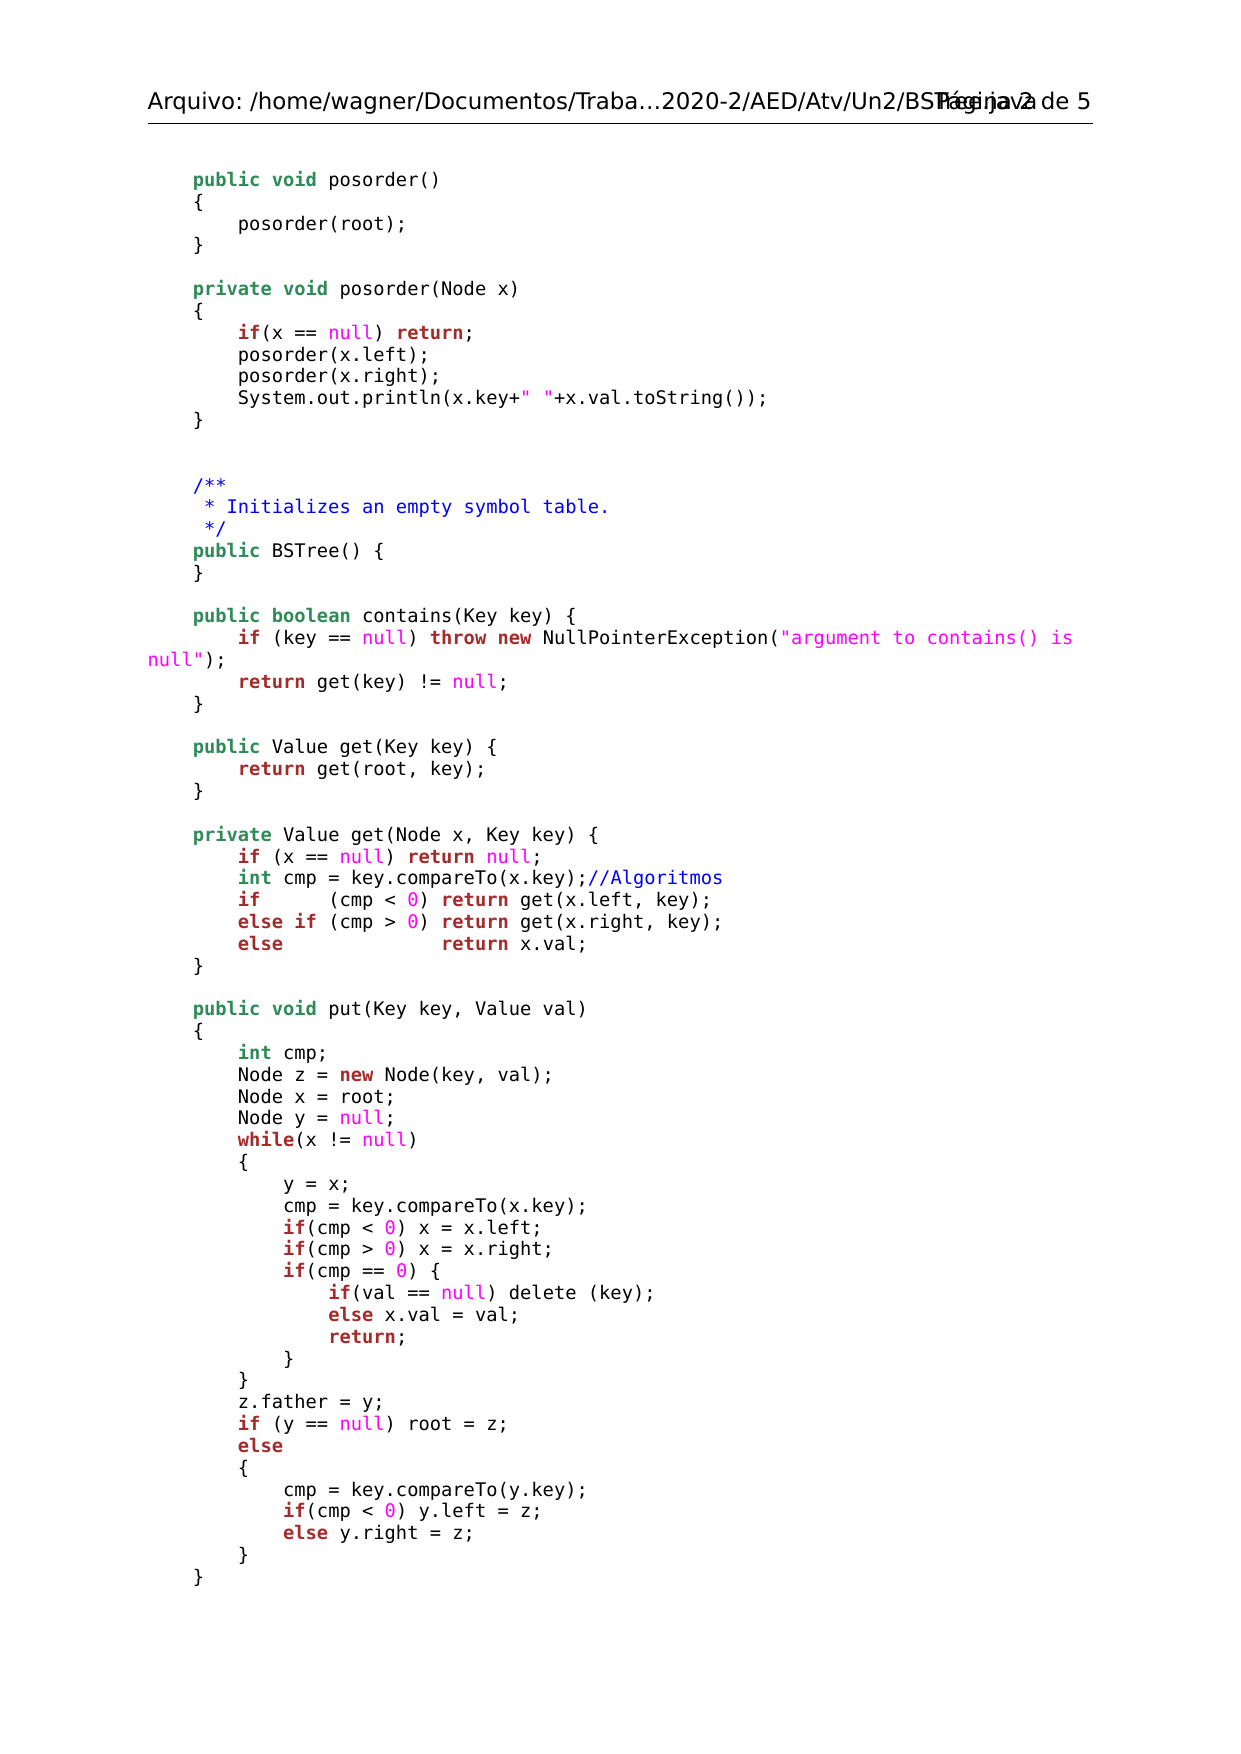 Arquivo: /home/wagner/Documentos/Traba…2020-2/AED/Atv/Un2/BSTree.java Página 2 de 5
    public void posorder()
    {
        posorder(root);
    }
    private void posorder(Node x)
    {
        if(x == null) return;
        posorder(x.left);
        posorder(x.right);
        System.out.println(x.key+" "+x.val.toString());
    }
    /**
     * Initializes an empty symbol table.
     */
    public BSTree() {
    }
    public boolean contains(Key key) {
        if (key == null) throw new NullPointerException("argument to contains() is
null");
        return get(key) != null;
    }
    public Value get(Key key) {
        return get(root, key);
    }
    private Value get(Node x, Key key) {
        if (x == null) return null;
        int cmp = key.compareTo(x.key);//Algoritmos
        if      (cmp < 0) return get(x.left, key);
        else if (cmp > 0) return get(x.right, key);
        else              return x.val;
    }
    public void put(Key key, Value val)
    {
        int cmp;
        Node z = new Node(key, val);
        Node x = root;
        Node y = null;
        while(x != null)
        {
            y = x;
            cmp = key.compareTo(x.key);
            if(cmp < 0) x = x.left;
            if(cmp > 0) x = x.right;
            if(cmp == 0) {
                if(val == null) delete (key);
                else x.val = val;
                return;
            }
        }
        z.father = y;
        if (y == null) root = z;
        else
        {
            cmp = key.compareTo(y.key);
            if(cmp < 0) y.left = z;
            else y.right = z;
        }
    }